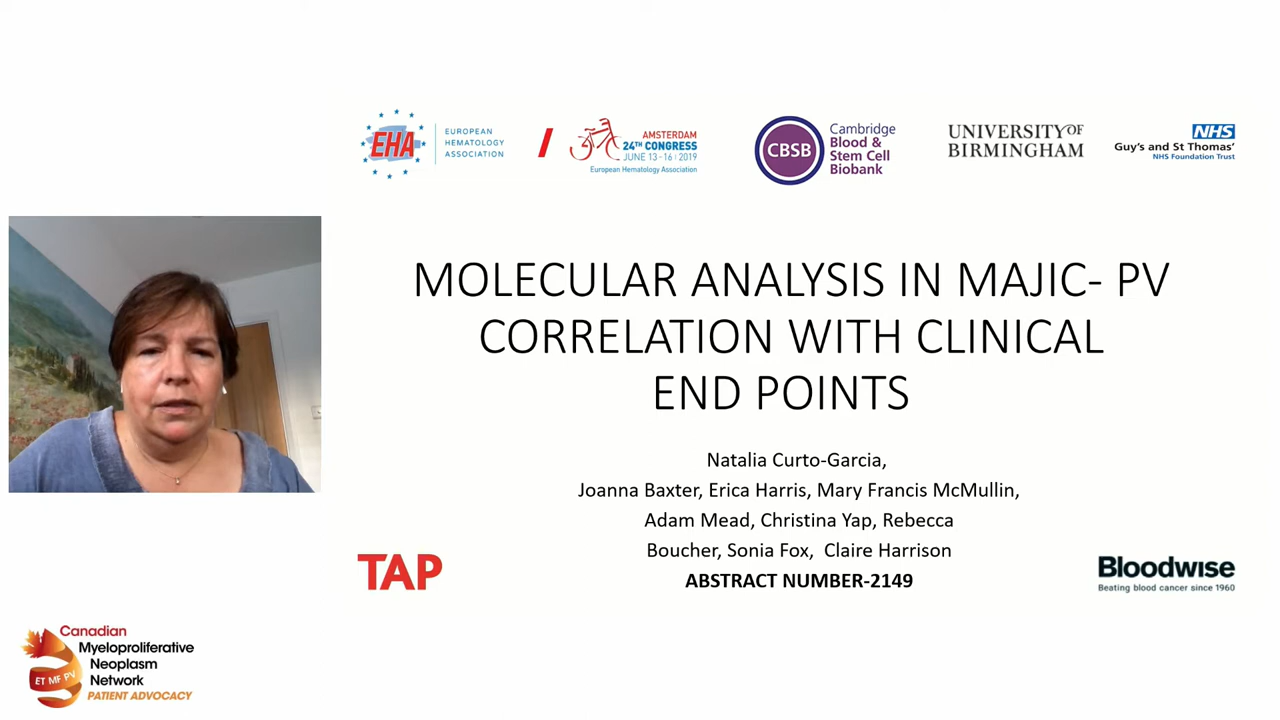 EHA
EUROPEAN
HEMATOLOGY
ASSOCIATION
AMSTERDAM
24TH CONGRESS
JUNE 13 - 16 | 2019
European Hematology Association
CBSB
Cambridge
Blood &
Stem Cell
Biobank
UNIVERSITYOF
BIRMINGHAM
NHS
Guy's and St Thomas'
NHS Foundation Trust
MOLECULAR ANALYSIS IN MAJIC- PV
CORRELATION WITH CLINICAL
END POINTS
Natalia Curto-Garcia,
Joanna Baxter, Erica Harris, Mary Francis McMullin,
Adam Mead, Christina Yap, Rebecca
Boucher, Sonia Fox,  Claire Harrison
ABSTRACT NUMBER-2149
TAP
Bloodwise
Beating blood cancer since 1960
Canadian
Myeloproliferative
Neoplasm
Network
PATIENT ADVOCACY
ET MF PV